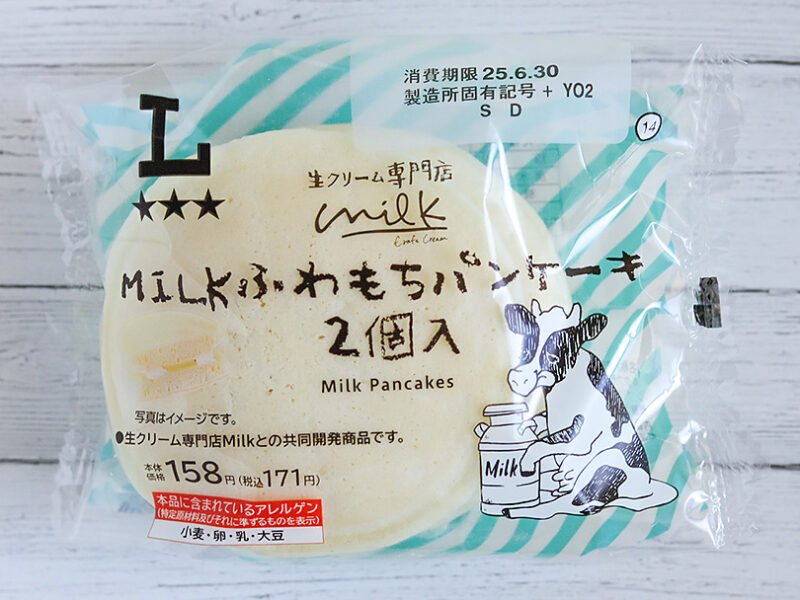 消費期限 25.6.30
製造所固有記号 + YO2
S D
14
L
★★★
生クリーム専門店
milk
Craft Cream
MILKふわもちパンケーキ
2個入
Milk Pancakes
写真はイメージです。
●生クリーム専門店Milkとの共同開発商品です。
本体価格 158円(税込171円)
本品に含まれているアレルゲン
(特定原材料及びそれに準ずるものを表示)
小麦・卵・乳・大豆
Milk